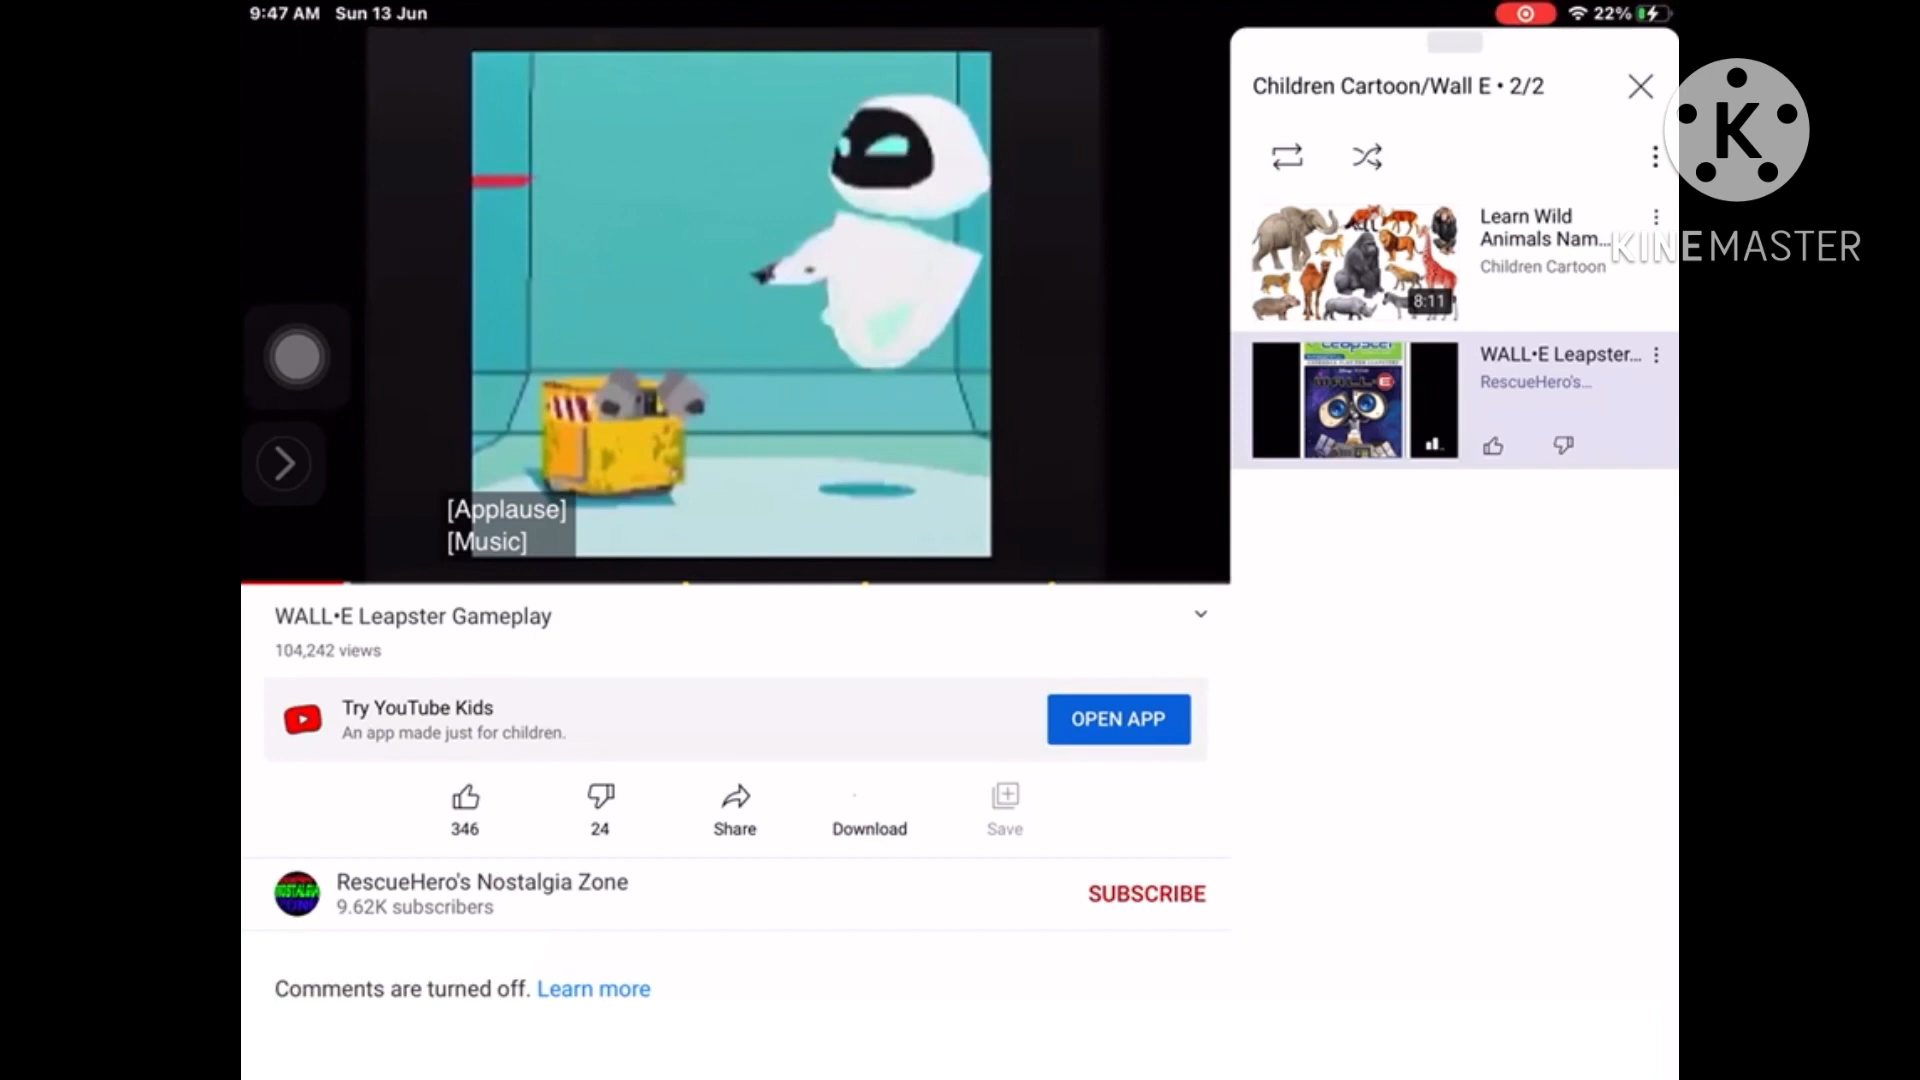 9:47 AM Sun 13 Jun
22%
Children Cartoon/Wall E • 2/2
K
KINEMASTER
Learn Wild
Animals Nam...
Children Cartoon
8:11
WALL•E Leapster...
RescueHero's...
[Applause]
[Music]
WALL•E Leapster Gameplay
104,242 views
Try YouTube Kids
An app made just for children.
OPEN APP
346
24
Share
Download
Save
RescueHero's Nostalgia Zone
9.62K subscribers
SUBSCRIBE
Comments are turned off. Learn more